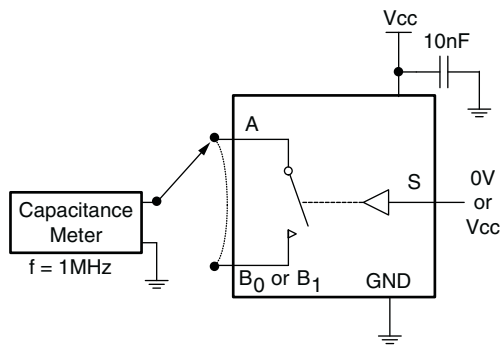 Vcc
10nF
A
S
0V
or
Vcc
Capacitance
Meter
f = 1MHz
B0 or B1
GND